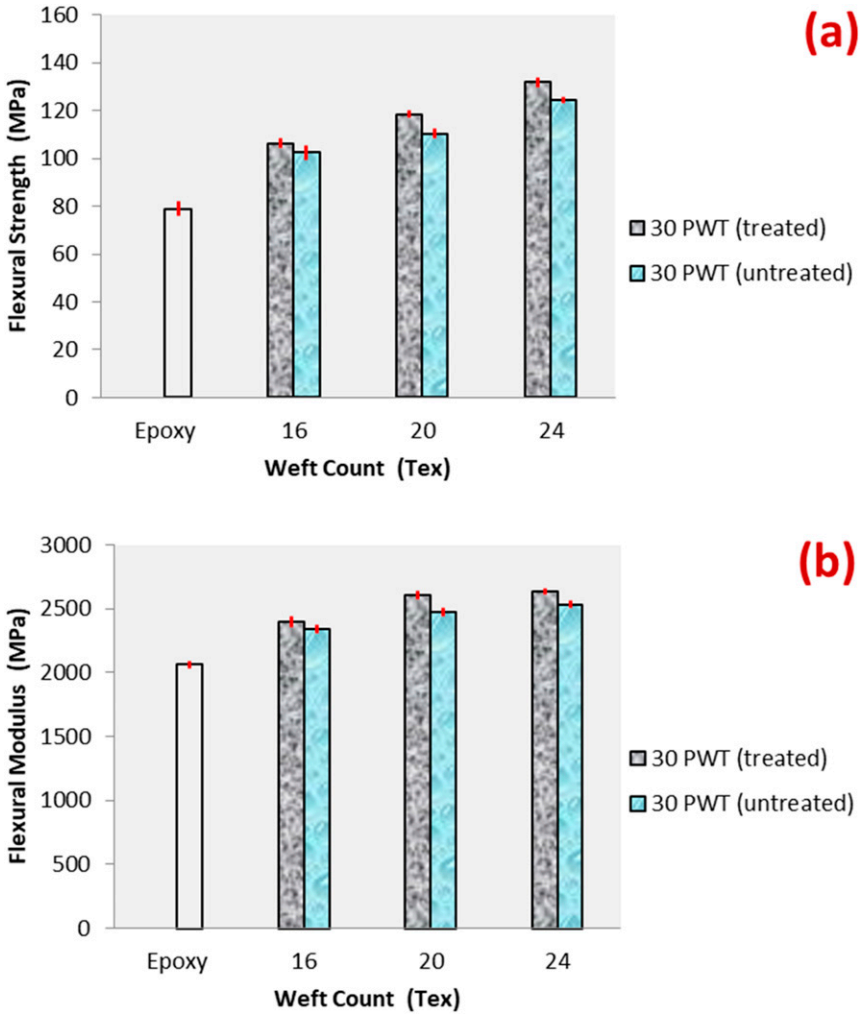 (a)
160
140
120
100
80
60
40
20
0
Flexural Strength (MPa)
Epoxy 16 20 24
Weft Count (Tex)
30 PWT (treated)
30 PWT (untreated)
(b)
3000
2500
2000
1500
1000
500
0
Flexural Modulus (MPa)
Epoxy 16 20 24
Weft Count (Tex)
30 PWT (treated)
30 PWT (untreated)